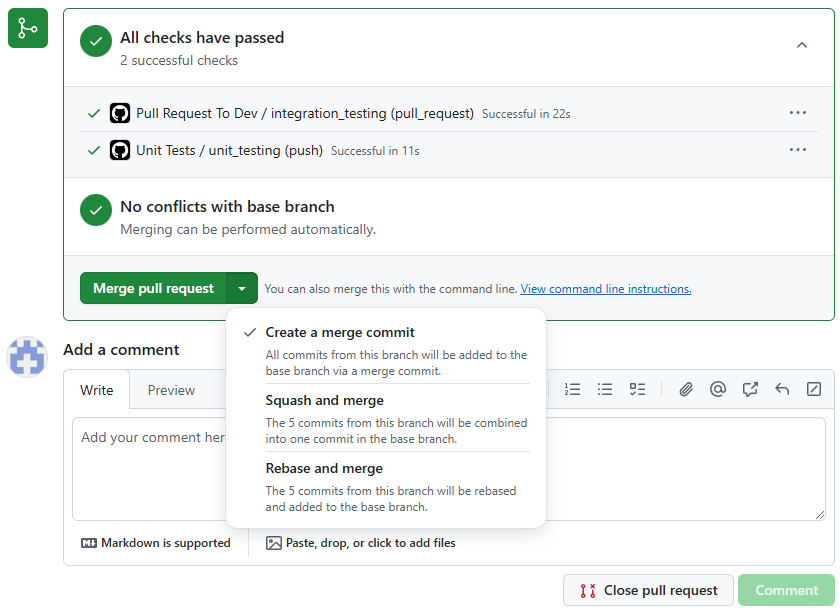 All checks have passed
2 successful checks
Pull Request To Dev / integration_testing (pull_request) Successful in 22s
Unit Tests / unit_testing (push) Successful in 11s
No conflicts with base branch
Merging can be performed automatically.
Merge pull request You can also merge this with the command line. View command line instructions.
Create a merge commit
All commits from this branch will be added to the
base branch via a merge commit.
Squash and merge
The 5 commits from this branch will be combined
into one commit in the base branch.
Rebase and merge
The 5 commits from this branch will be rebased
and added to the base branch.
Add a comment
Write Preview
Add your comment here
Markdown is supported Paste, drop, or click to add files
Close pull request Comment